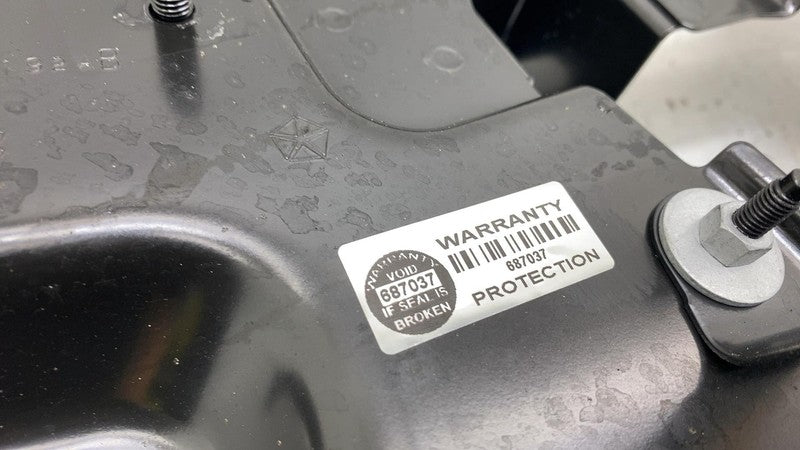 WARRANTY
VOID
687037
IF SEAL IS
BROKEN
WARRANTY
687037
PROTECTION